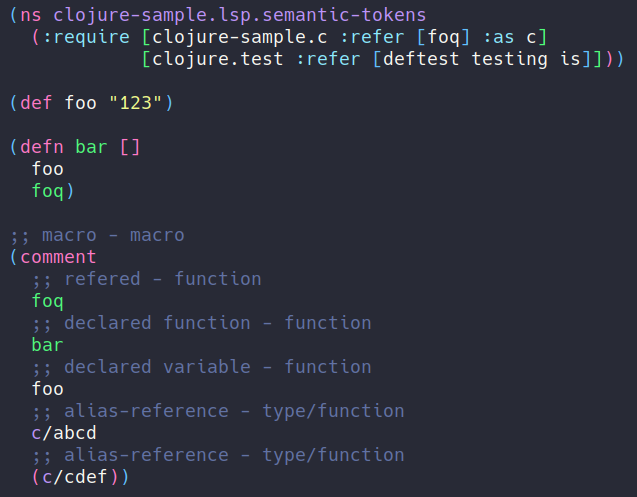 (ns clojure-sample.lsp.semantic-tokens
  (:require [clojure-sample.c :refer [foq] :as c]
            [clojure.test :refer [deftest testing is]]))

(def foo "123")

(defn bar []
  foo
  foq)

;; macro - macro
(comment
  ;; refered - function
  foq
  ;; declared function - function
  bar
  ;; declared variable - function
  foo
  ;; alias-reference - type/function
  c/abcd
  ;; alias-reference - type/function
  (c/cdef))